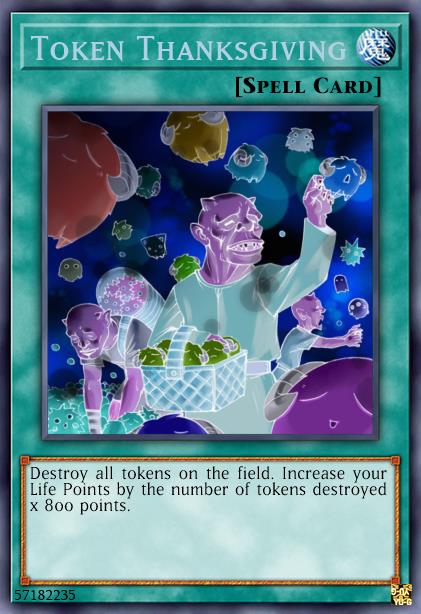 TOKEN THANKSGIVING
魔
[SPELL CARD]
Destroy all tokens on the field. Increase your
Life Points by the number of tokens destroyed
x 800 points.
57182235